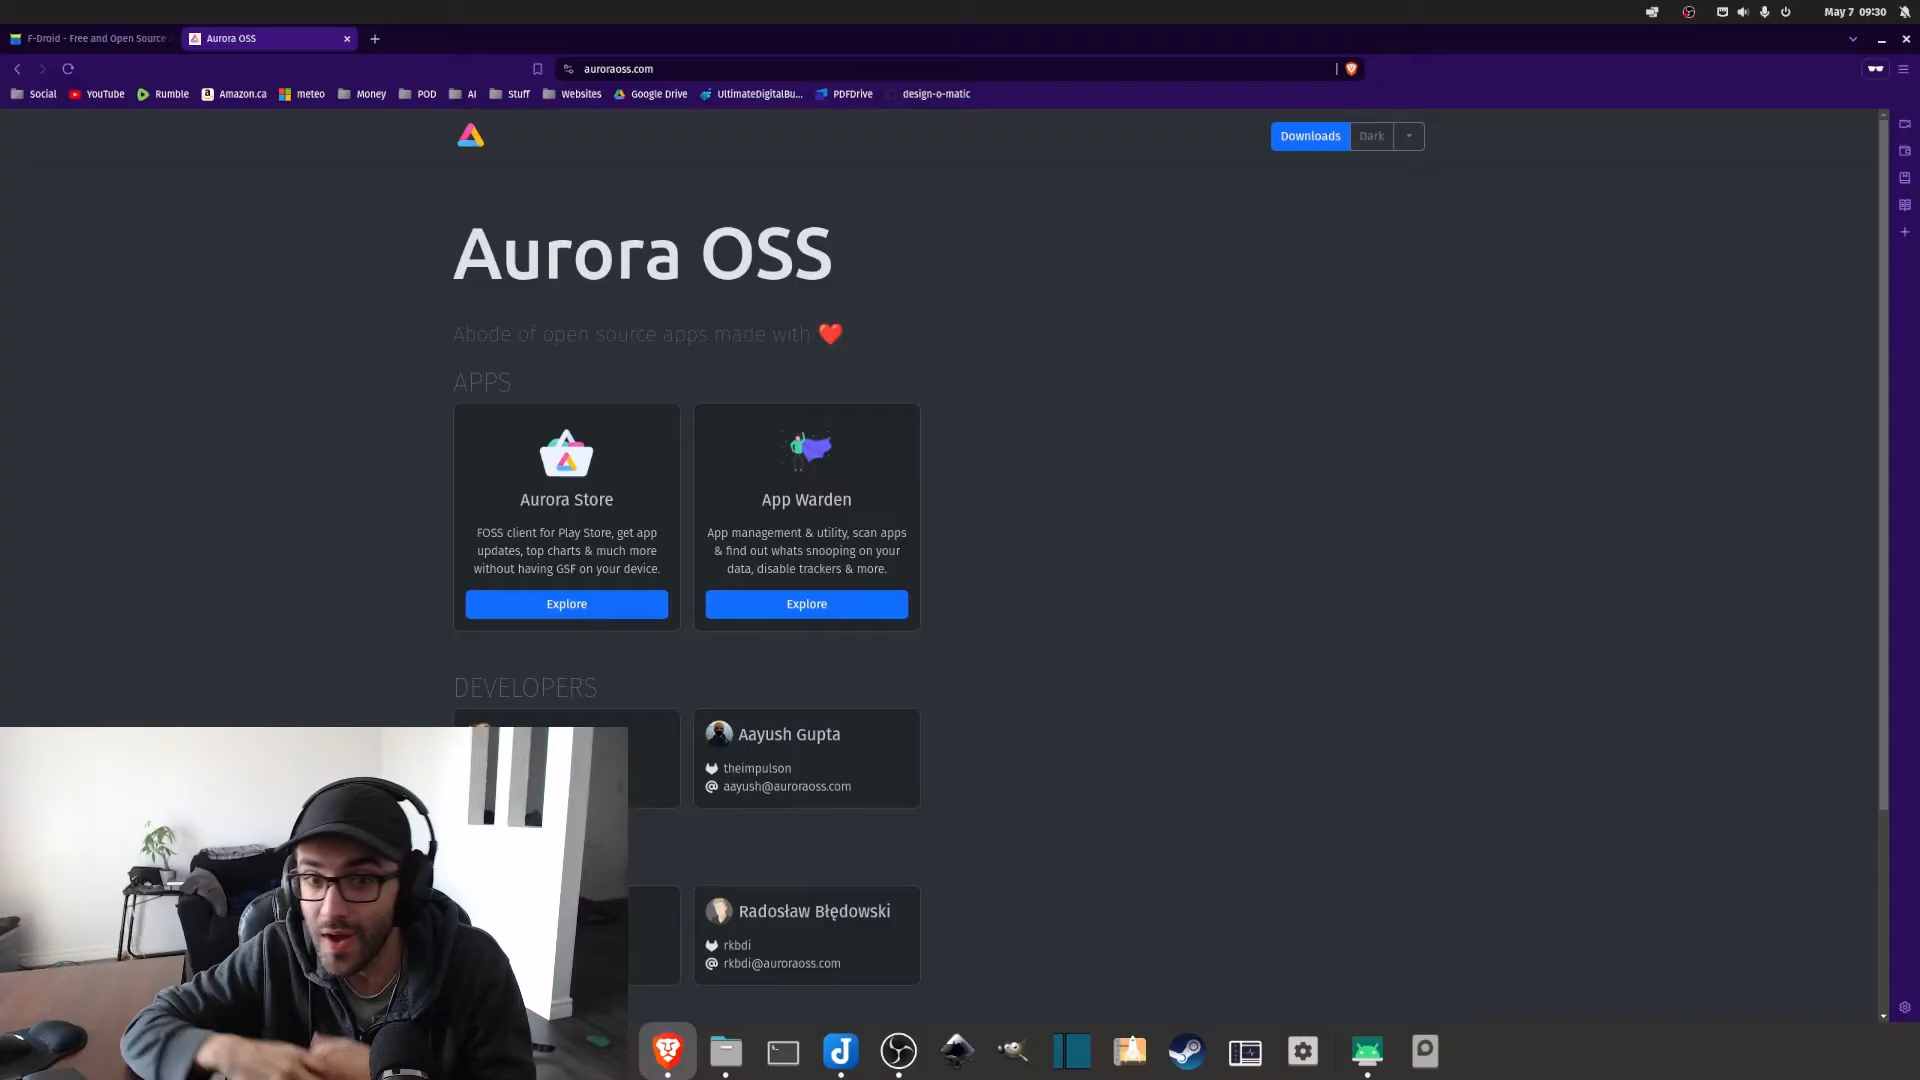 May 7 09:30
F-Droid - Free and Open Source
Aurora OSS
auroraoss.com
Social YouTube Rumble Amazon.ca meteo Money POD AI Stuff Websites Google Drive UltimateDigitalBu... PDFDrive design-o-matic
Downloads Dark
Aurora OSS
Abode of open source apps made with ❤️
APPS
Aurora Store
FOSS client for Play Store, get app
updates, top charts & much more
without having GSF on your device.
Explore
App Warden
App management & utility, scan apps
& find out whats snooping on your
data, disable trackers & more.
Explore
DEVELOPERS
Aayush Gupta
theimpulson
aayush@auroraoss.com
Radosław Błędowski
rkbdi
rkbdi@auroraoss.com